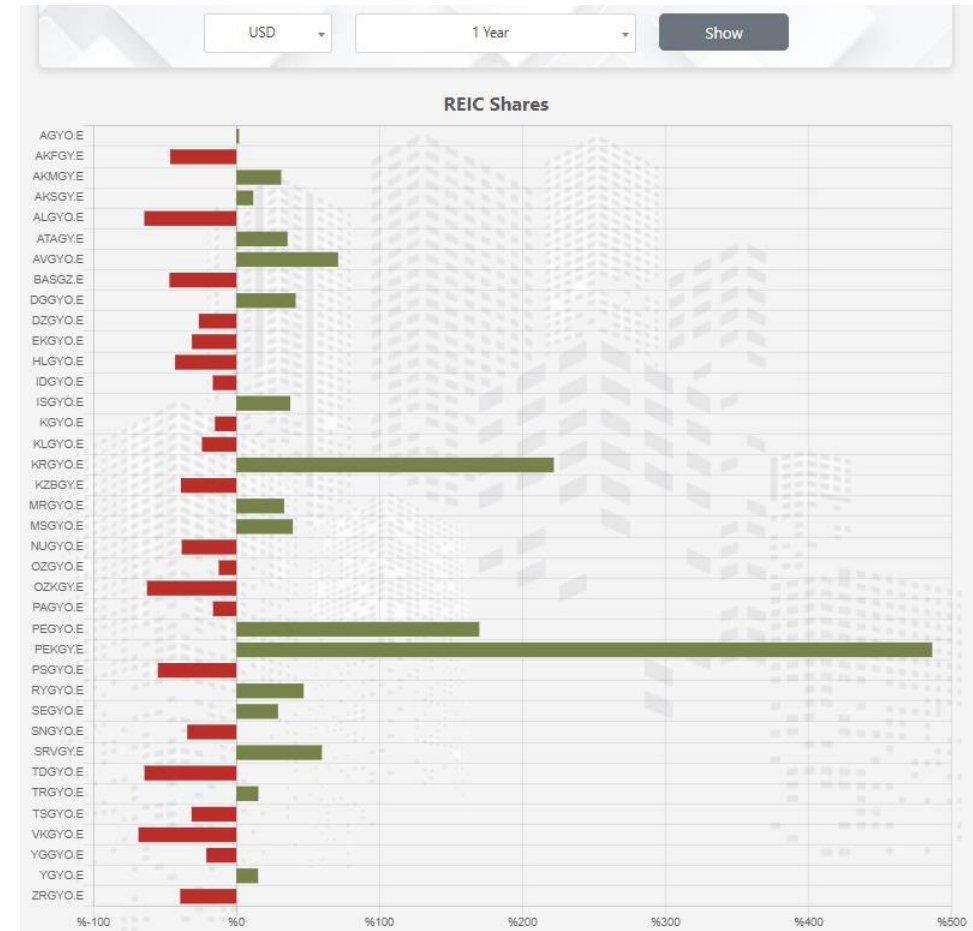 USD 1 Year Show
REIC Shares
AGYO.E
AKFGY.E
AKMGY.E
AKSGY.E
ALGYO.E
ATAGY.E
AVGYO.E
BASGZ.E
DGGYO.E
DZGYO.E
EKGYO.E
HLGYO.E
IDGYO.E
ISGYO.E
KGYO.E
KLGYO.E
KRGYO.E
KZBGY.E
MRGYO.E
MSGYO.E
NUGYO.E
OZGYO.E
OZKGY.E
PAGYO.E
PEGYO.E
PEKGY.E
PSGYO.E
RYGYO.E
SEGYO.E
SNGYO.E
SRVGY.E
TDGYO.E
TRGYO.E
TSGYO.E
VKGYO.E
YGGYO.E
YGYO.E
ZRGYO.E
%-100 %0 %100 %200 %300 %400 %500